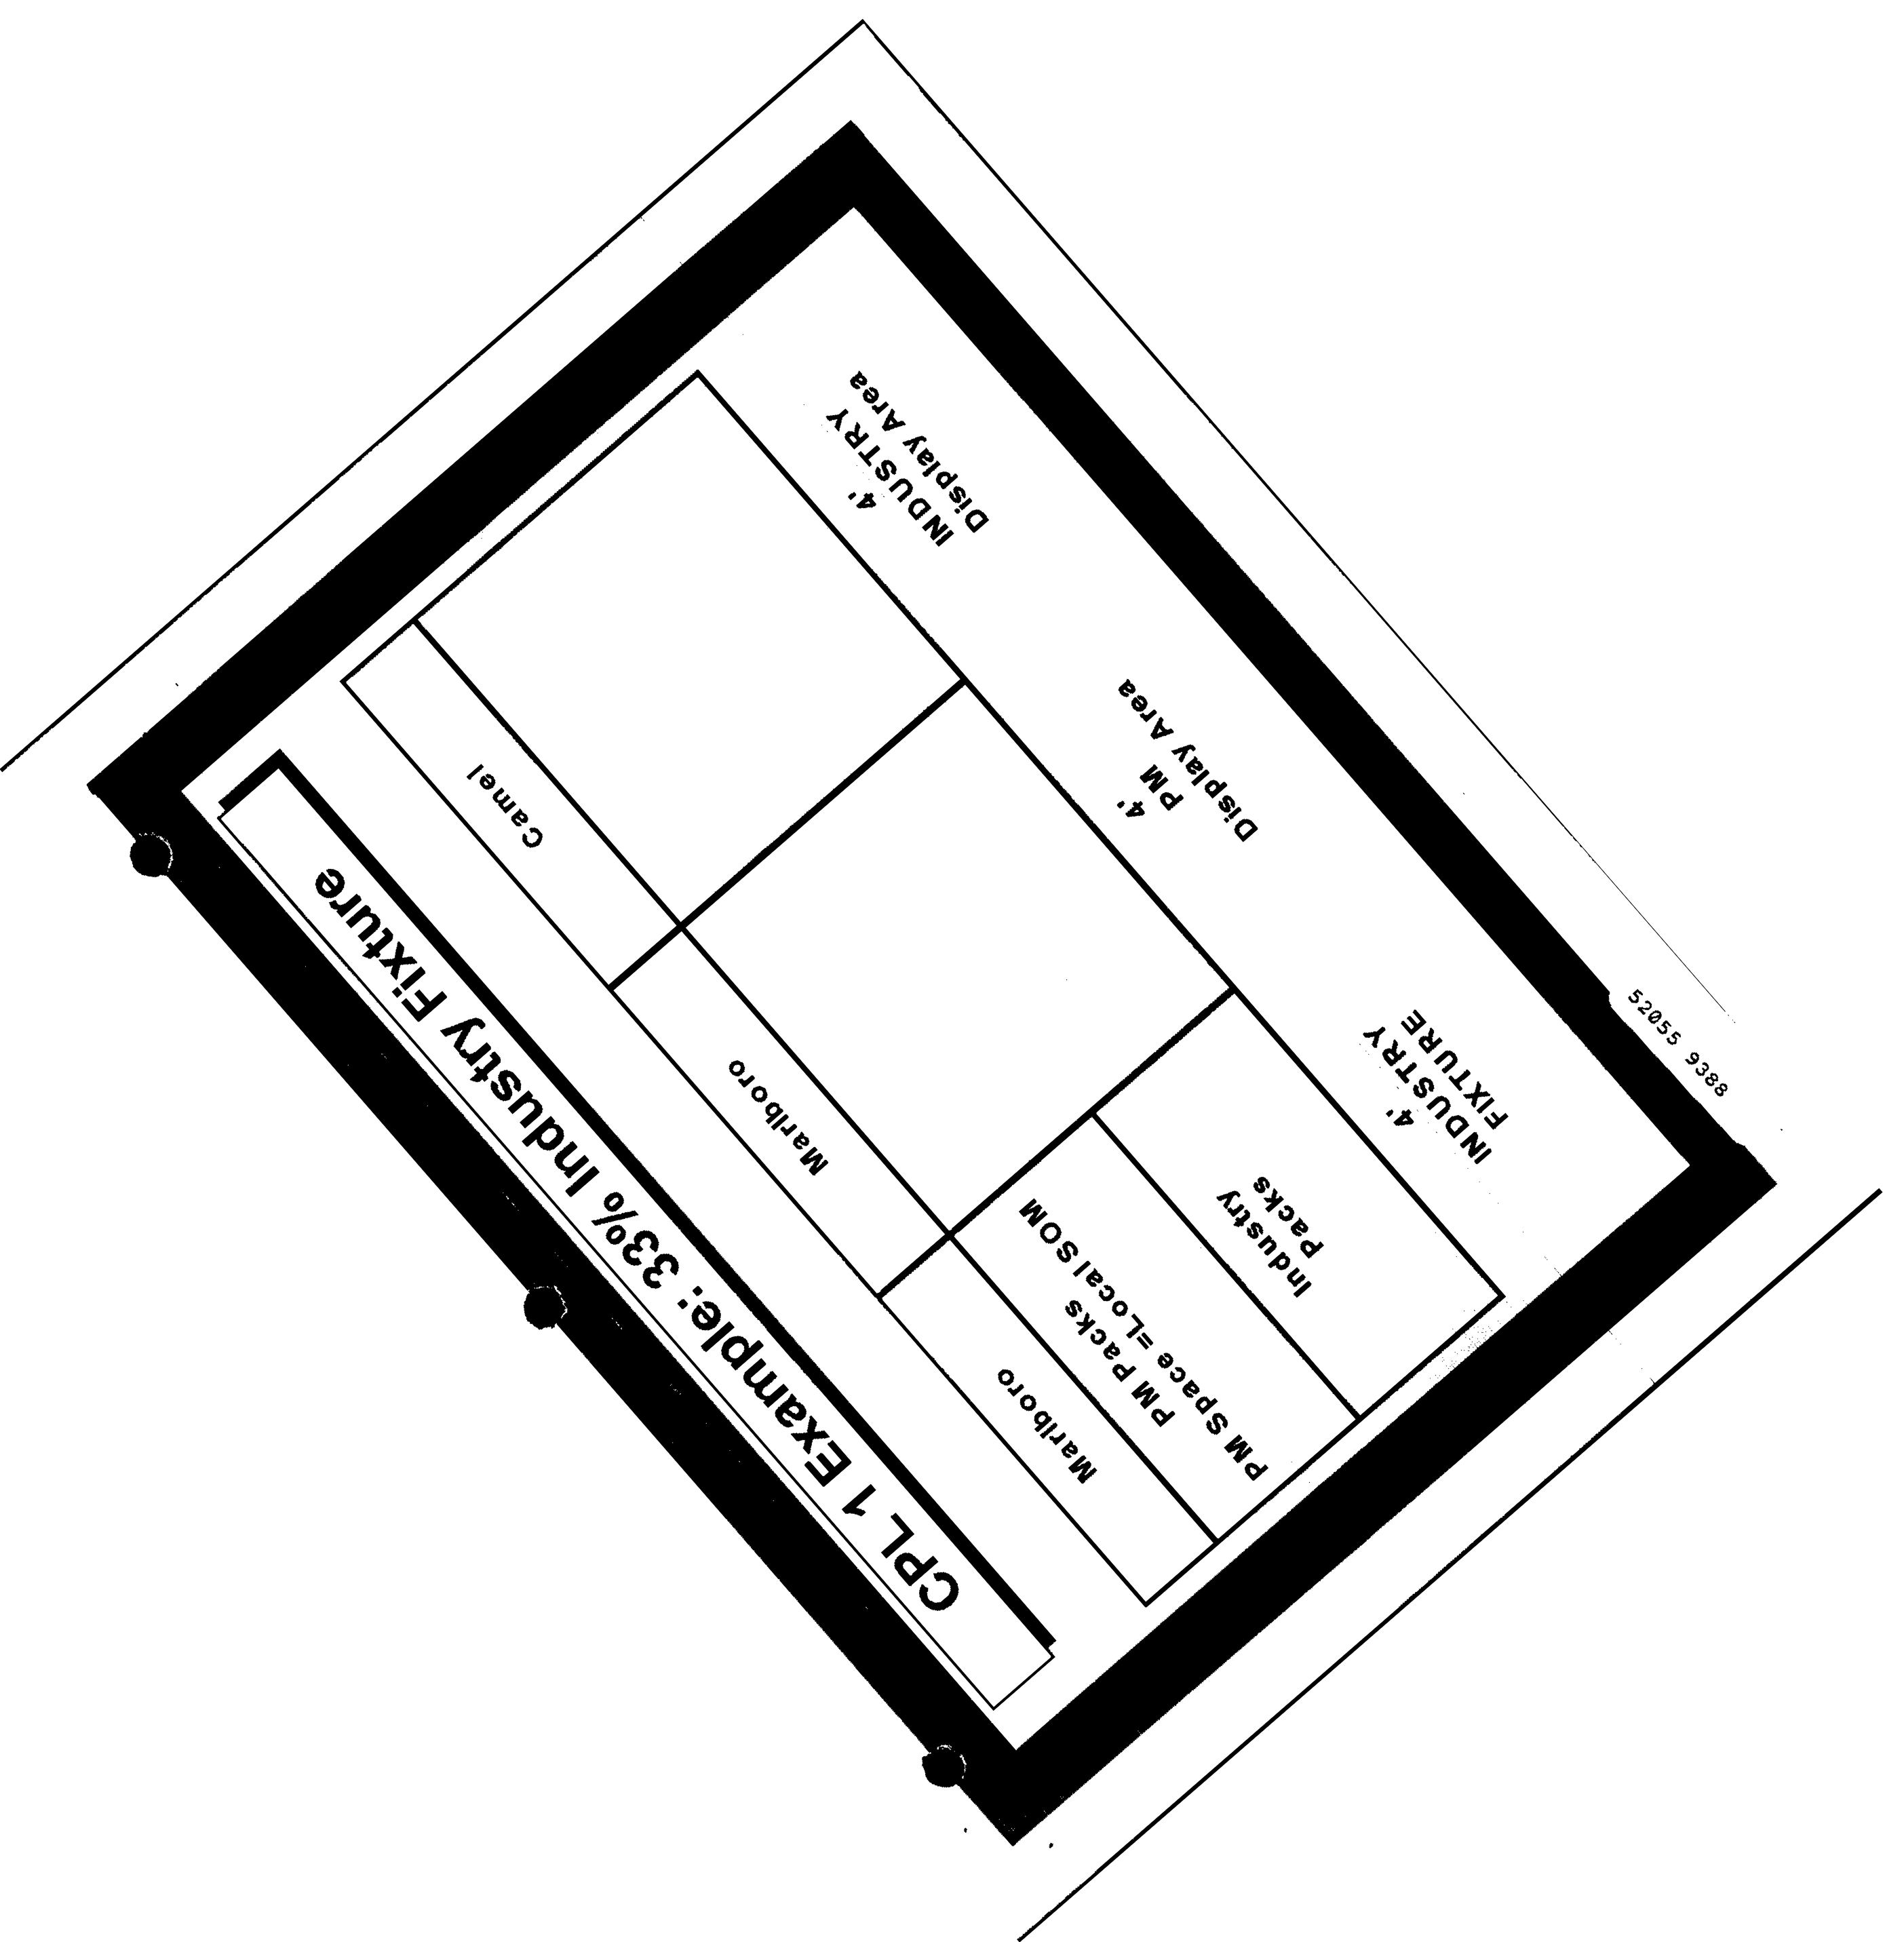 CPL 1 Example: 33% Industry Fixture
Marlboro
Marlboro
Camel
PM Space =Local SOM
PM Packs
Industry
Packs
4'
INDUSTRY
FIXTURE
4'
PM
Display Area
4'
INDUSTRY
Display Area
52055 9388